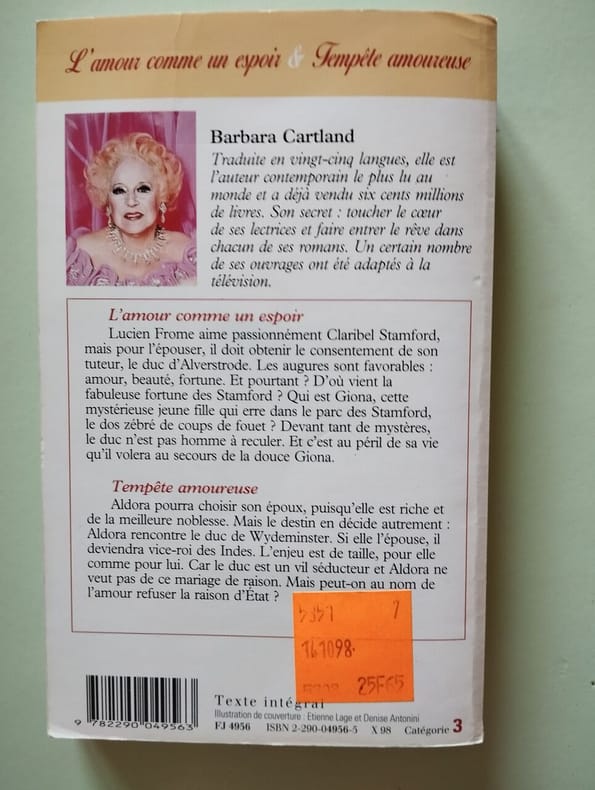 L'amour comme un espoir & Tempête amoureuse
Barbara Cartland
Traduite en vingt-cinq langues, elle est
l'auteur contemporain le plus lu au
monde et a déjà vendu six cents millions
de livres. Son secret : toucher le cœur
de ses lectrices et faire entrer le rêve dans
chacun de ses romans. Un certain nombre
de ses ouvrages ont été adaptés à la
télévision.
L'amour comme un espoir
Lucien Frome aime passionnément Claribel Stamford,
mais pour l'épouser, il doit obtenir le consentement de son
tuteur, le duc d'Alverstrode. Les augures sont favorables :
amour, beauté, fortune. Et pourtant ? D'où vient la
fabuleuse fortune des Stamford ? Qui est Giona, cette
mystérieuse jeune fille qui erre dans le parc des Stamford,
le dos zébré de coups de fouet ? Devant tant de mystères,
le duc n'est pas homme à reculer. Et c'est au péril de sa vie
qu'il volera au secours de la douce Giona.
Tempête amoureuse
Aldora pourra choisir son époux, puisqu'elle est riche et
de la meilleure noblesse. Mais le destin en décide autrement :
Aldora rencontre le duc de Wydeminster. Si elle l'épouse, il
deviendra vice-roi des Indes. L'enjeu est de taille, pour elle
comme pour lui. Car le duc est un vil séducteur et Aldora ne
veut pas de ce mariage de raison. Mais peut-on au nom de
l'amour refuser la raison d'État ?
161098
25F65
Texte intégral
Illustration de couverture : Etienne Lage et Denise Antonini
9 782290 049563
FJ 4956 ISBN 2-290-04956-5 X 98 Catégorie 3